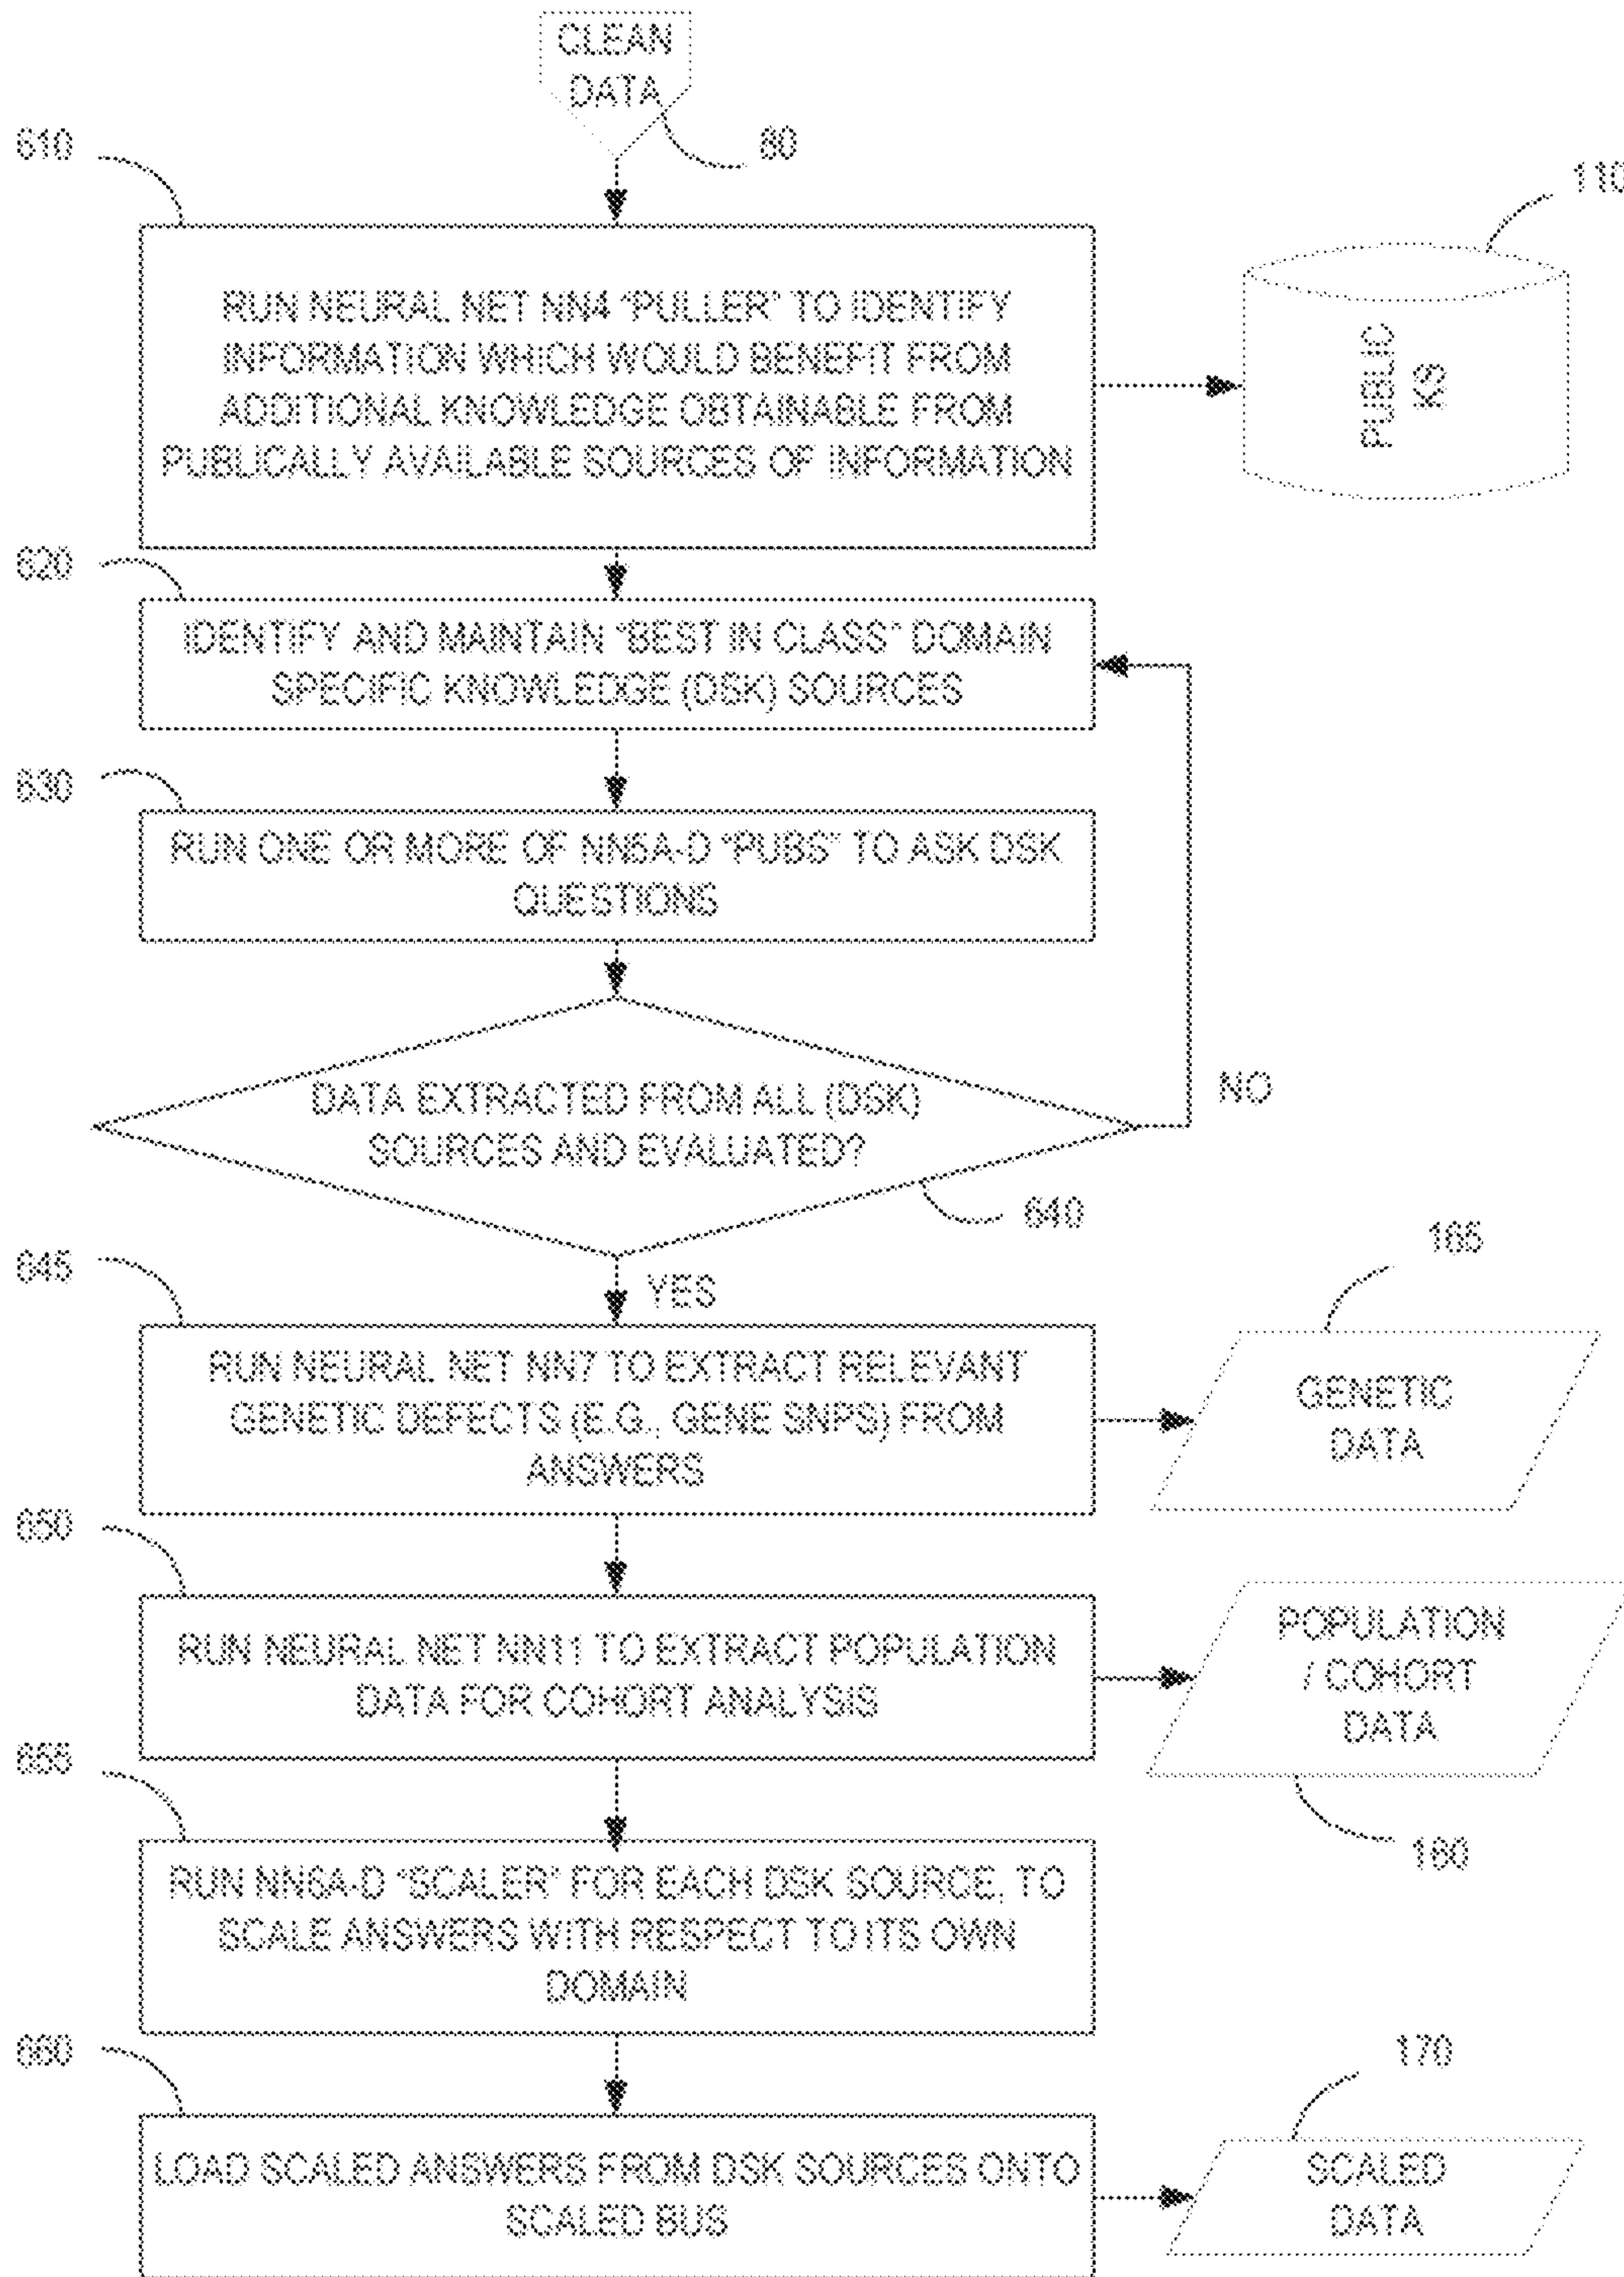 CLEAN
DATA
80
610
110
RUN NEURAL NET NN4 "PULLER" TO IDENTIFY
INFORMATION WHICH WOULD BENEFIT FROM
ADDITIONAL KNOWLEDGE OBTAINABLE FROM
PUBLICALLY AVAILABLE SOURCES OF INFORMATION
PUBLIC
KS
620
IDENTIFY AND MAINTAIN "BEST IN CLASS" DOMAIN
SPECIFIC KNOWLEDGE (DSK) SOURCES
630
RUN ONE OR MORE OF NN5A-D "PUBS" TO ASK DSK
QUESTIONS
DATA EXTRACTED FROM ALL (DSK)
SOURCES AND EVALUATED?
NO
640
645
YES
165
RUN NEURAL NET NN7 TO EXTRACT RELEVANT
GENETIC DEFECTS (E.G., GENE SNPS) FROM
ANSWERS
GENETIC
DATA
650
RUN NEURAL NET NN11 TO EXTRACT POPULATION
DATA FOR COHORT ANALYSIS
POPULATION
/ COHORT
DATA
160
655
RUN NN6A-D "SCALER" FOR EACH DSK SOURCE, TO
SCALE ANSWERS WITH RESPECT TO ITS OWN
DOMAIN
660
170
LOAD SCALED ANSWERS FROM DSK SOURCES ONTO
SCALED BUS
SCALED
DATA